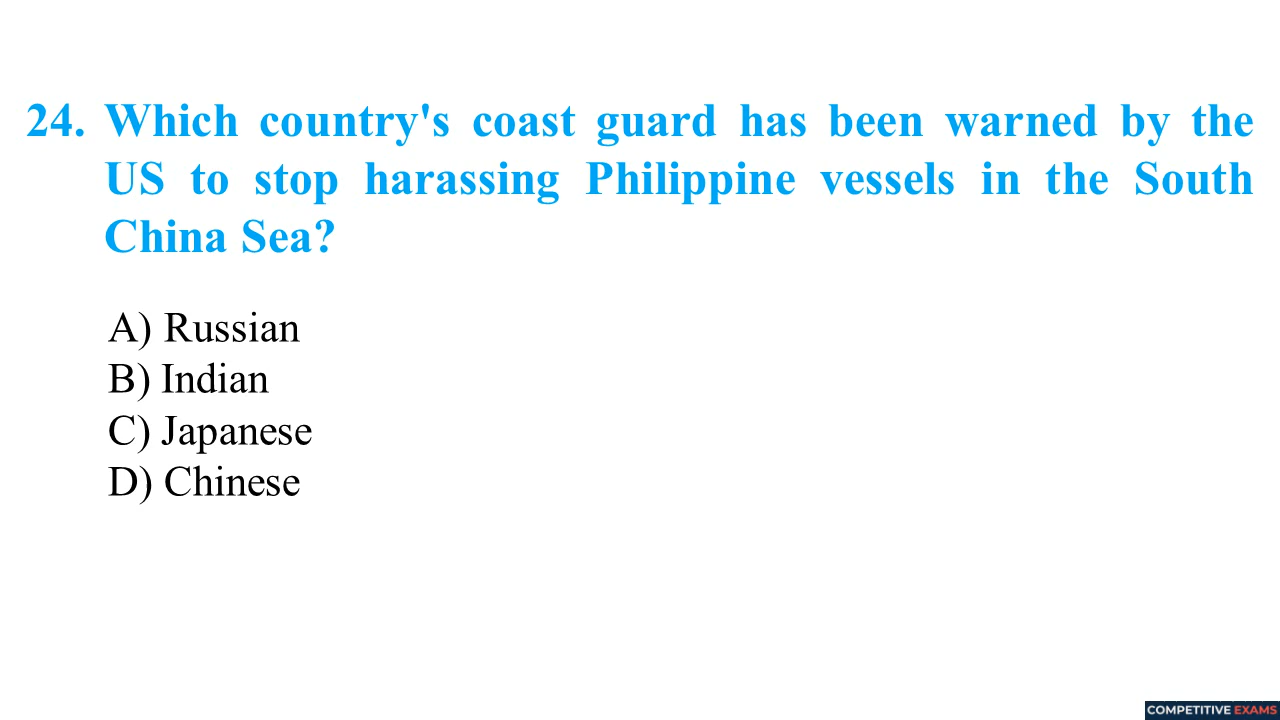 24. Which country's coast guard has been warned by the
US to stop harassing Philippine vessels in the South
China Sea?
A) Russian
B) Indian
C) Japanese
D) Chinese
COMPETITIVE EXAMS